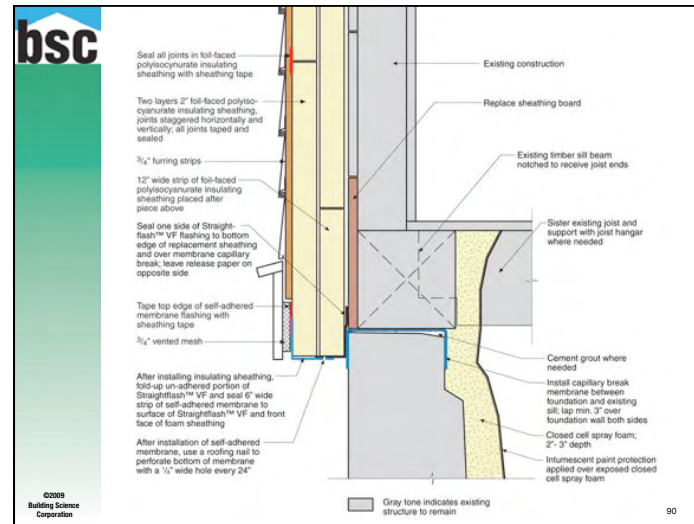 bsc
Seal all joints in foil-faced
polyisocynurate insulating
sheathing with sheathing tape
Two layers 2" foil-faced polyiso-
cyanurate insulating sheathing,
joints staggered horizontally and
vertically; all joints taped and
sealed
3/4" furring strips
12" wide strip of foil-faced
polyisocyanurate insulating
sheathing placed after
piece above
Seal one side of Straight-
flash™ VF flashing to bottom
edge of replacement sheathing
and over membrane capillary
break; leave release paper on
opposite side
Tape top edge of self-adhered
membrane flashing with
sheathing tape
3/4" vented mesh
After installing insulating sheathing,
fold-up un-adhered portion of
Straightflash™ VF and seal 6" wide
strip of self-adhered membrane to
surface of Straightflash™ VF and front
face of foam sheathing
After installation of self-adhered
membrane, use a roofing nail to
perforate bottom of membrane
with a 1/8" wide hole every 24"
Existing construction
Replace sheathing board
Existing timber sill beam
notched to receive joist ends
Sister existing joist and
support with joist hangar
where needed
Cement grout where
needed
Install capillary break
membrane between
foundation and existing
sill; lap min. 3" over
foundation wall both sides
Closed cell spray foam;
2"- 3" depth
Intumescent paint protection
applied over exposed closed
cell spray foam
Gray tone indicates existing
structure to remain
©2009
Building Science
Corporation
90